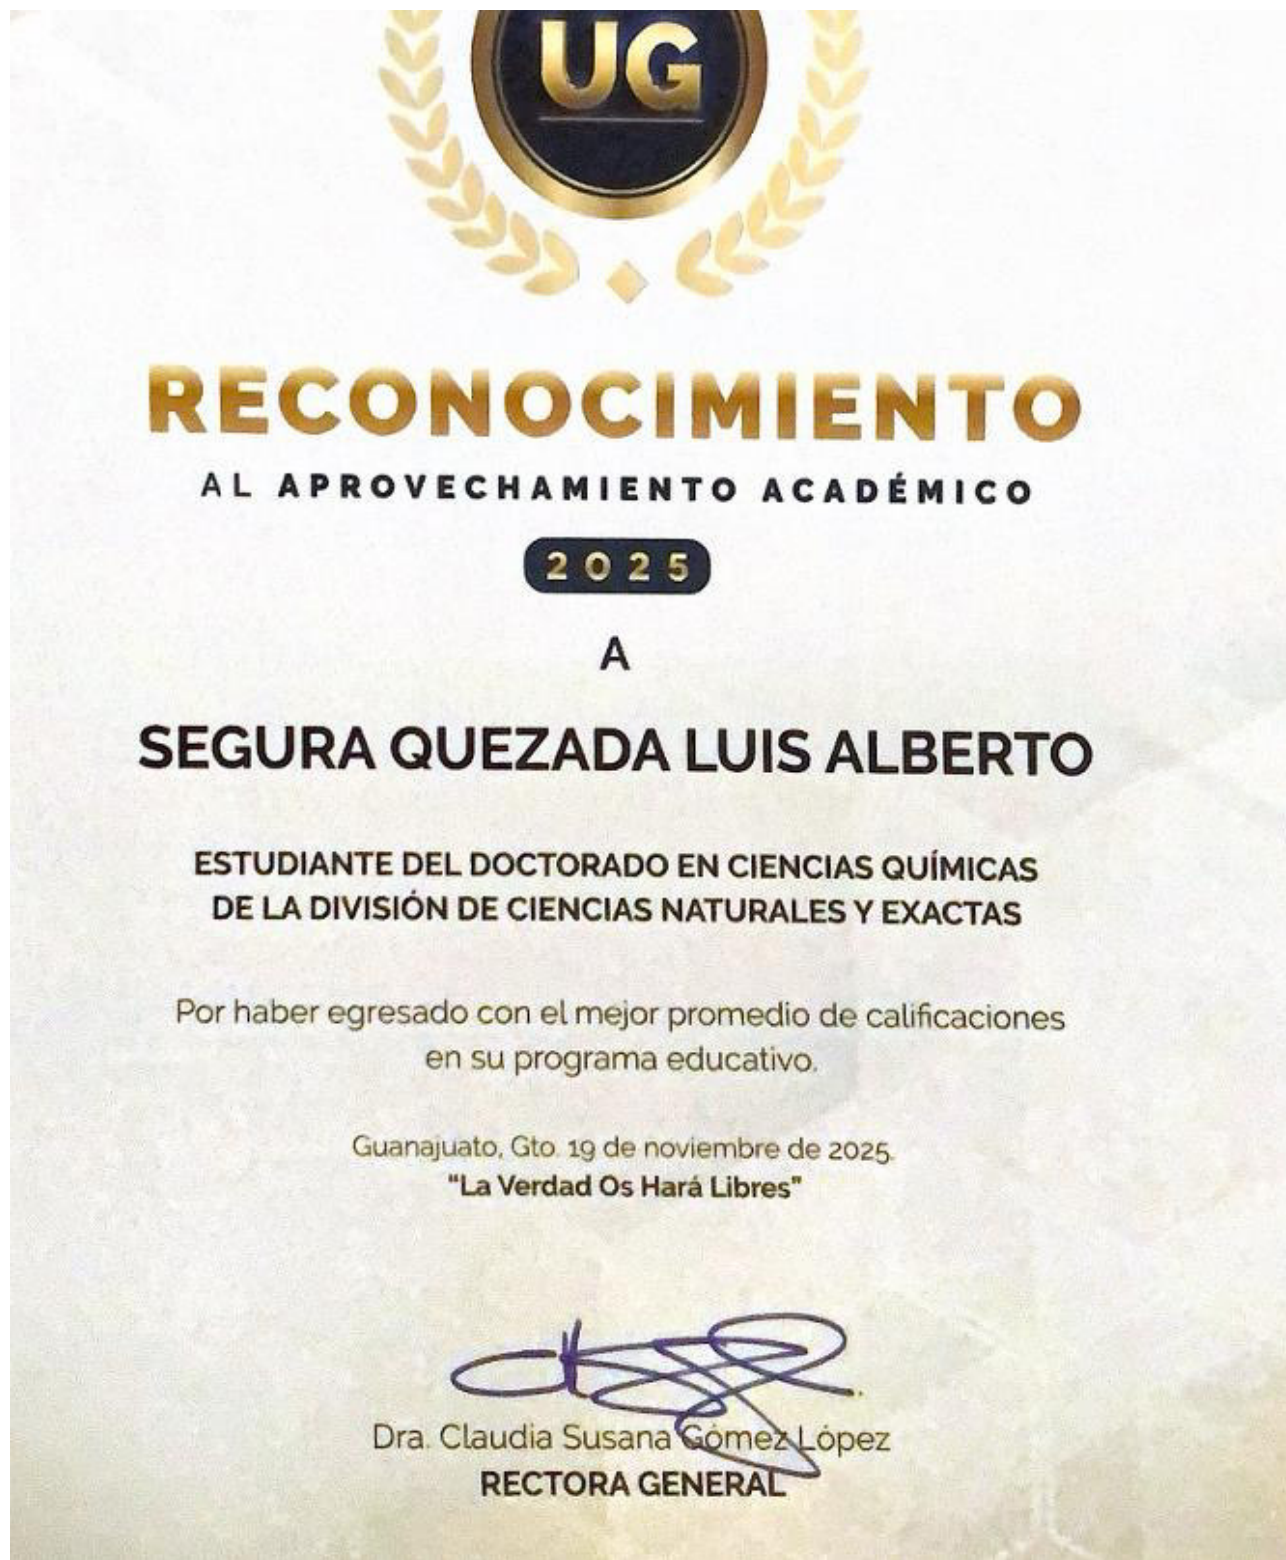 UG
RECONOCIMIENTO
AL APROVECHAMIENTO ACADÉMICO
2025
A
SEGURA QUEZADA LUIS ALBERTO
ESTUDIANTE DEL DOCTORADO EN CIENCIAS QUÍMICAS
DE LA DIVISIÓN DE CIENCIAS NATURALES Y EXACTAS
Por haber egresado con el mejor promedio de calificaciones
en su programa educativo.
Guanajuato, Gto. 19 de noviembre de 2025.
"La Verdad Os Hará Libres"
Dra. Claudia Susana Gómez López
RECTORA GENERAL